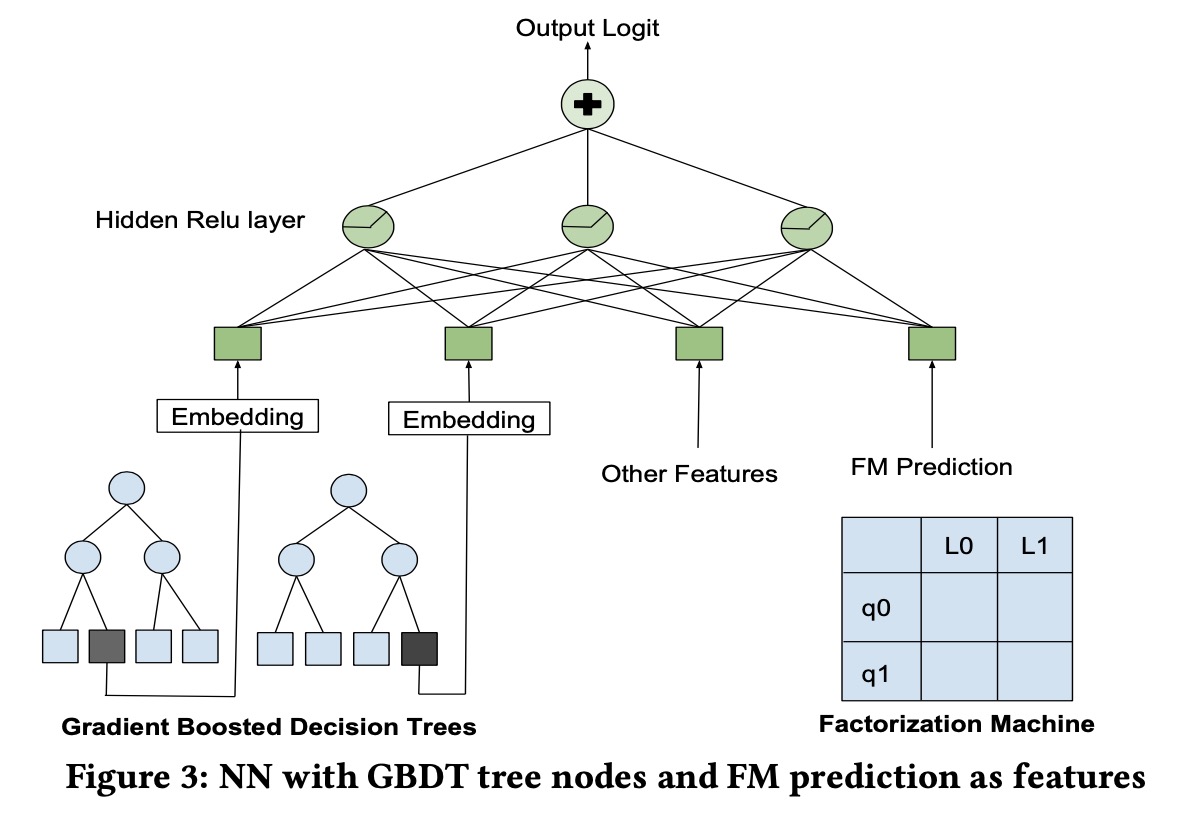 Output Logit
Hidden Relu layer
Embedding
Embedding
Other Features
FM Prediction
L0 L1
q0
q1
Gradient Boosted Decision Trees
Factorization Machine
Figure 3: NN with GBDT tree nodes and FM prediction as features